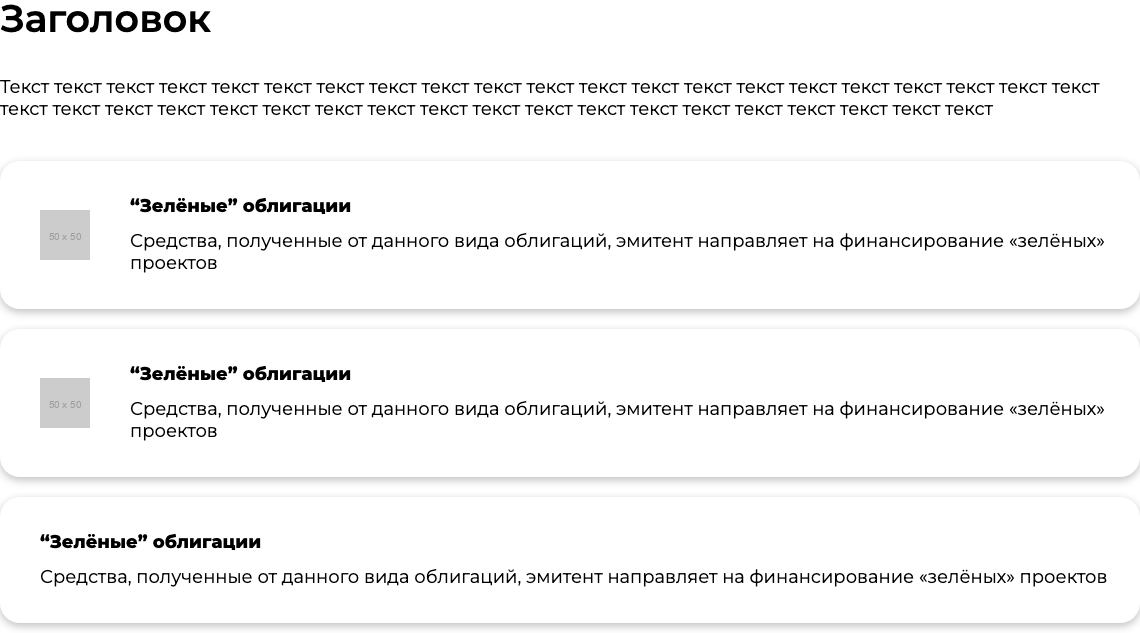 Заголовок
Текст текст текст текст текст текст текст текст текст текст текст текст текст текст текст текст текст текст текст текст текст
текст текст текст текст текст текст текст текст текст текст текст текст текст текст текст текст текст текст текст
“Зелёные” облигации
50 x 50
Средства, полученные от данного вида облигаций, эмитент направляет на финансирование «зелёных»
проектов
“Зелёные” облигации
50 x 50
Средства, полученные от данного вида облигаций, эмитент направляет на финансирование «зелёных»
проектов
“Зелёные” облигации
Средства, полученные от данного вида облигаций, эмитент направляет на финансирование «зелёных» проектов